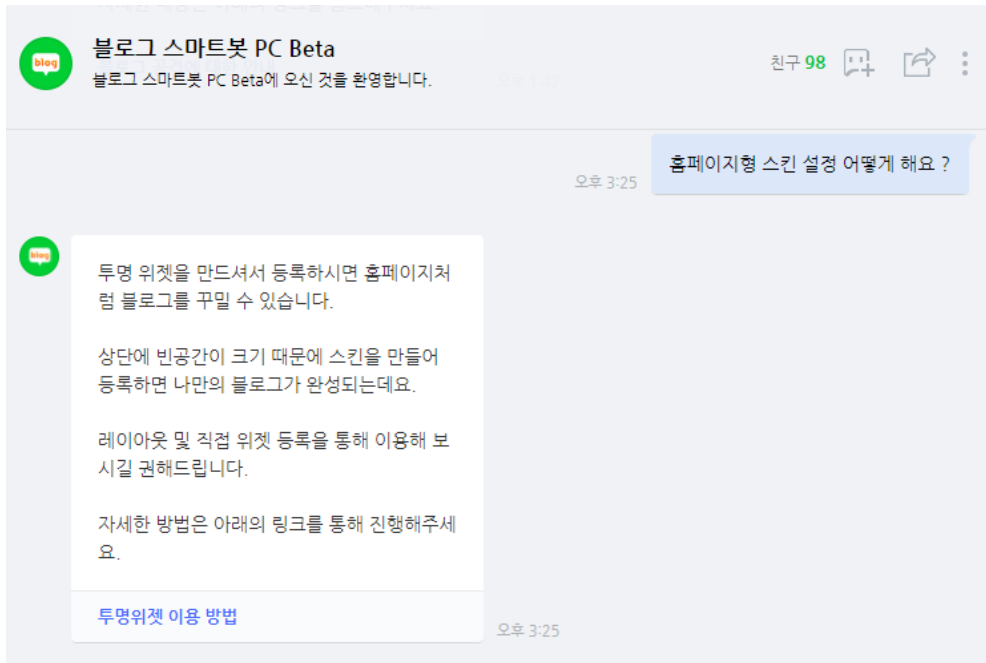 블로그 스마트봇 PC Beta
블로그 스마트봇 PC Beta에 오신 것을 환영합니다.
친구 98
홈페이지형 스킨 설정 어떻게 해요 ?
오후 3:25
blog
투명 위젯을 만드셔서 등록하시면 홈페이지처
럼 블로그를 꾸밀 수 있습니다.
상단에 빈공간이 크기 때문에 스킨을 만들어
등록하면 나만의 블로그가 완성되는데요.
레이아웃 및 직접 위젯 등록을 통해 이용해 보
시길 권해드립니다.
자세한 방법은 아래의 링크를 통해 진행해주세
요.
투명위젯 이용 방법
오후 3:25